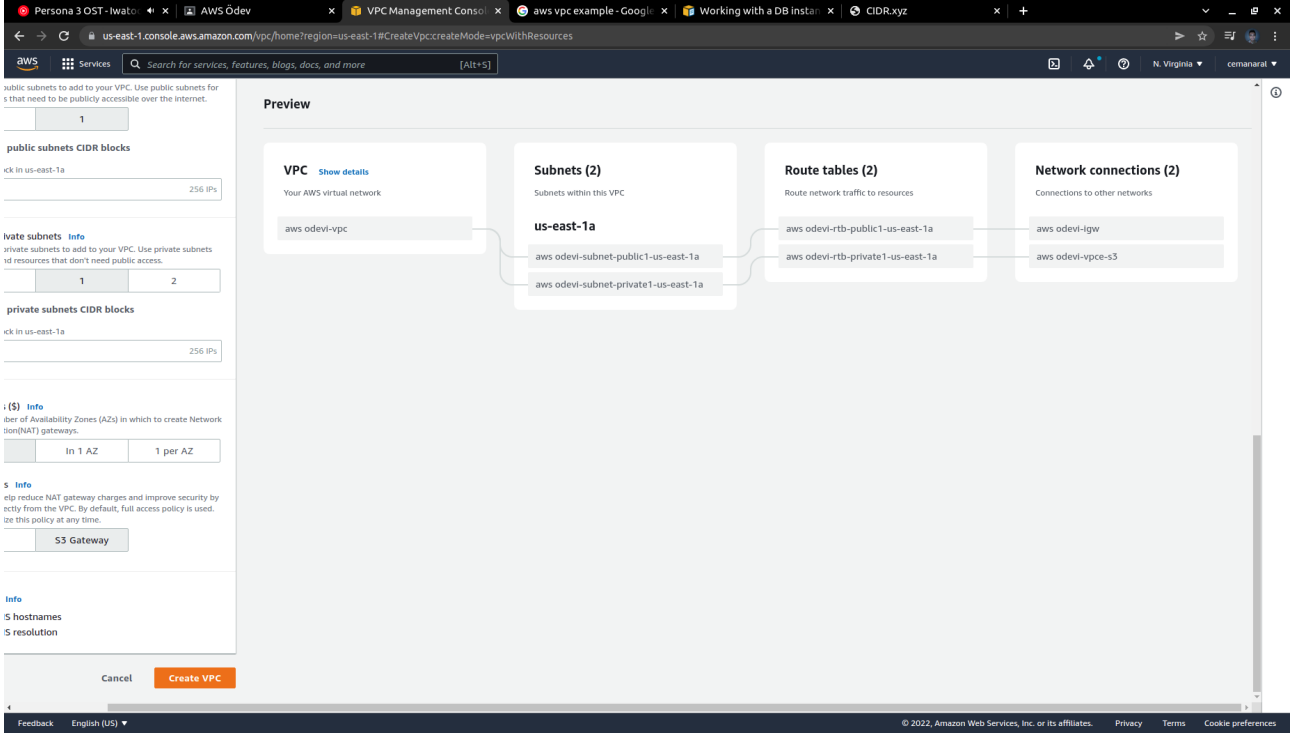 Persona 3 OST - Iwato
AWS Ödev
VPC Management Consol
aws vpc example - Google
Working with a DB instan
CIDR.xyz
us-east-1.console.aws.amazon.com/vpc/home?region=us-east-1#CreateVpc:createMode=vpcWithResources
aws
Services
Search for services, features, blogs, docs, and more
[Alt+S]
N. Virginia
cemanaral
public subnets to add to your VPC. Use public subnets for
s that need to be publicly accessible over the internet.
1
public subnets CIDR blocks
ock in us-east-1a
256 IPs
ivate subnets Info
private subnets to add to your VPC. Use private subnets
nd resources that don't need public access.
1
2
private subnets CIDR blocks
ock in us-east-1a
256 IPs
s ($) Info
ber of Availability Zones (AZs) in which to create Network
tion(NAT) gateways.
In 1 AZ
1 per AZ
s Info
elp reduce NAT gateway charges and improve security by
ectly from the VPC. By default, full access policy is used.
ize this policy at any time.
S3 Gateway
Info
S hostnames
S resolution
Cancel
Create VPC
Preview
VPC Show details
Your AWS virtual network
aws odevi-vpc
Subnets (2)
Subnets within this VPC
us-east-1a
aws odevi-subnet-public1-us-east-1a
aws odevi-subnet-private1-us-east-1a
Route tables (2)
Route network traffic to resources
aws odevi-rtb-public1-us-east-1a
aws odevi-rtb-private1-us-east-1a
Network connections (2)
Connections to other networks
aws odevi-igw
aws odevi-vpce-s3
Feedback
English (US)
© 2022, Amazon Web Services, Inc. or its affiliates.
Privacy
Terms
Cookie preferences